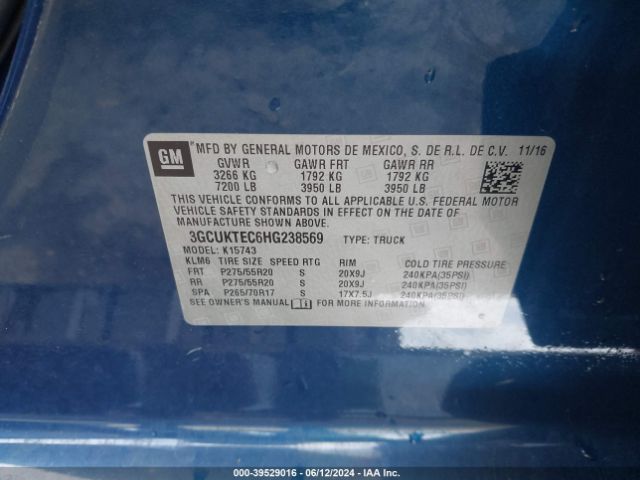 GM
MFD BY GENERAL MOTORS DE MEXICO, S. DE R.L. DE C.V. 11/16
GVWR GAWR FRT GAWR RR
3266 KG 1792 KG 1792 KG
7200 LB 3950 LB 3950 LB
THIS VEHICLE CONFORMS TO ALL APPLICABLE U.S. FEDERAL MOTOR
VEHICLE SAFETY STANDARDS IN EFFECT ON THE DATE OF
MANUFACTURE SHOWN ABOVE.
3GCUKTEC6HG238569 TYPE: TRUCK
MODEL: K15743
KLM6 TIRE SIZE SPEED RTG RIM COLD TIRE PRESSURE
FRT P275/55R20 S 20X9J 240KPA(35PSI)
RR P275/55R20 S 20X9J 240KPA(35PSI)
SPA P265/70R17 S 17X7.5J 240KPA(35PSI)
SEE OWNER'S MANUAL FOR MORE INFORMATION.
000-39529016 - 06/12/2024 - IAA Inc.